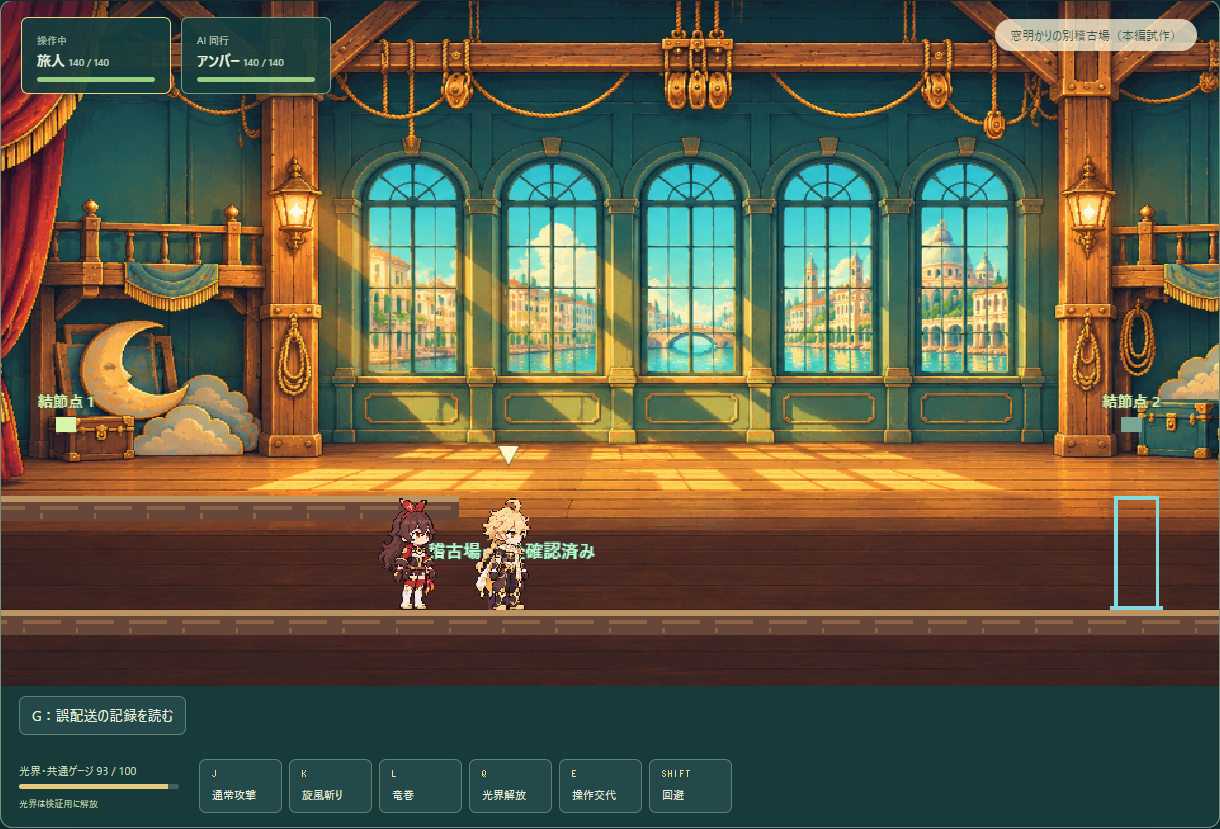 操作中
旅人 140 / 140
AI 同行
アンバー 140 / 140
窓明かりの別稽古場（本編試作）
結節点 1
結節点 2
稽古場
確認済み
G：誤配送の記録を読む
光界・共通ゲージ 93 / 100
光界は検証用に解放
J
通常攻撃
K
旋風斬り
L
竜巻
Q
光界解放
E
操作交代
SHIFT
回避